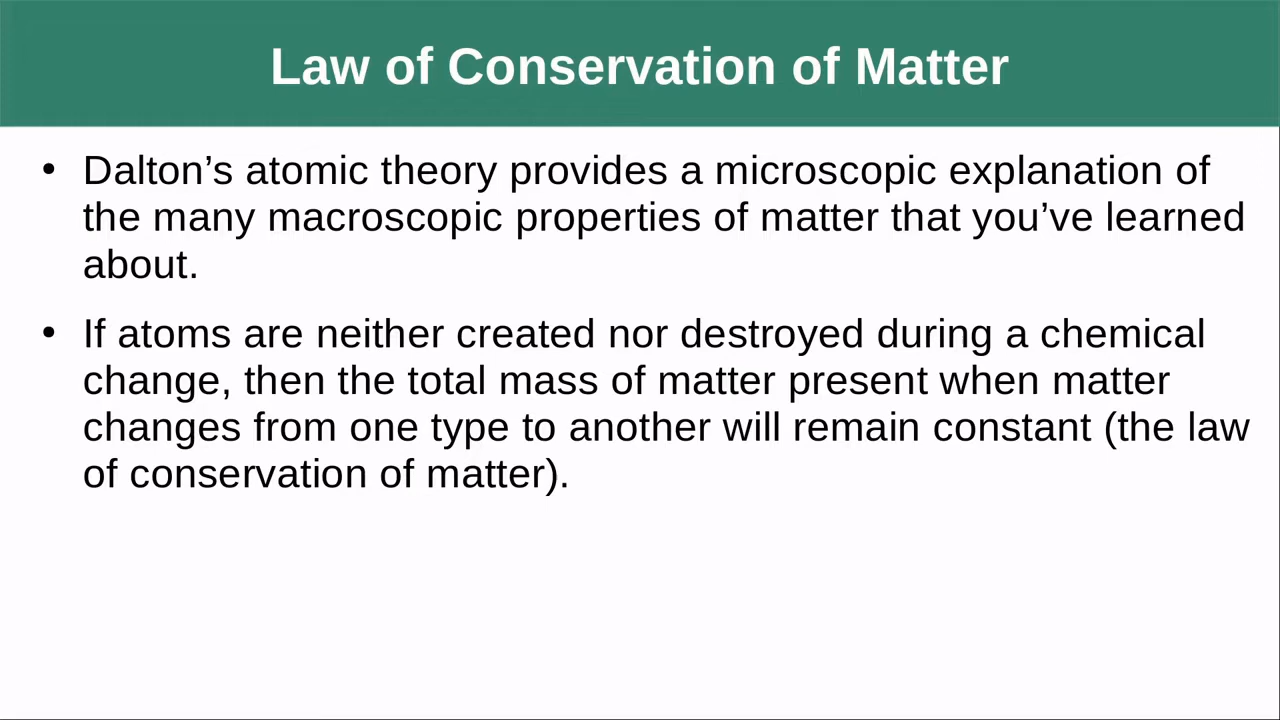 Law of Conservation of Matter
• Dalton’s atomic theory provides a microscopic explanation of
the many macroscopic properties of matter that you’ve learned
about.
• If atoms are neither created nor destroyed during a chemical
change, then the total mass of matter present when matter
changes from one type to another will remain constant (the law
of conservation of matter).